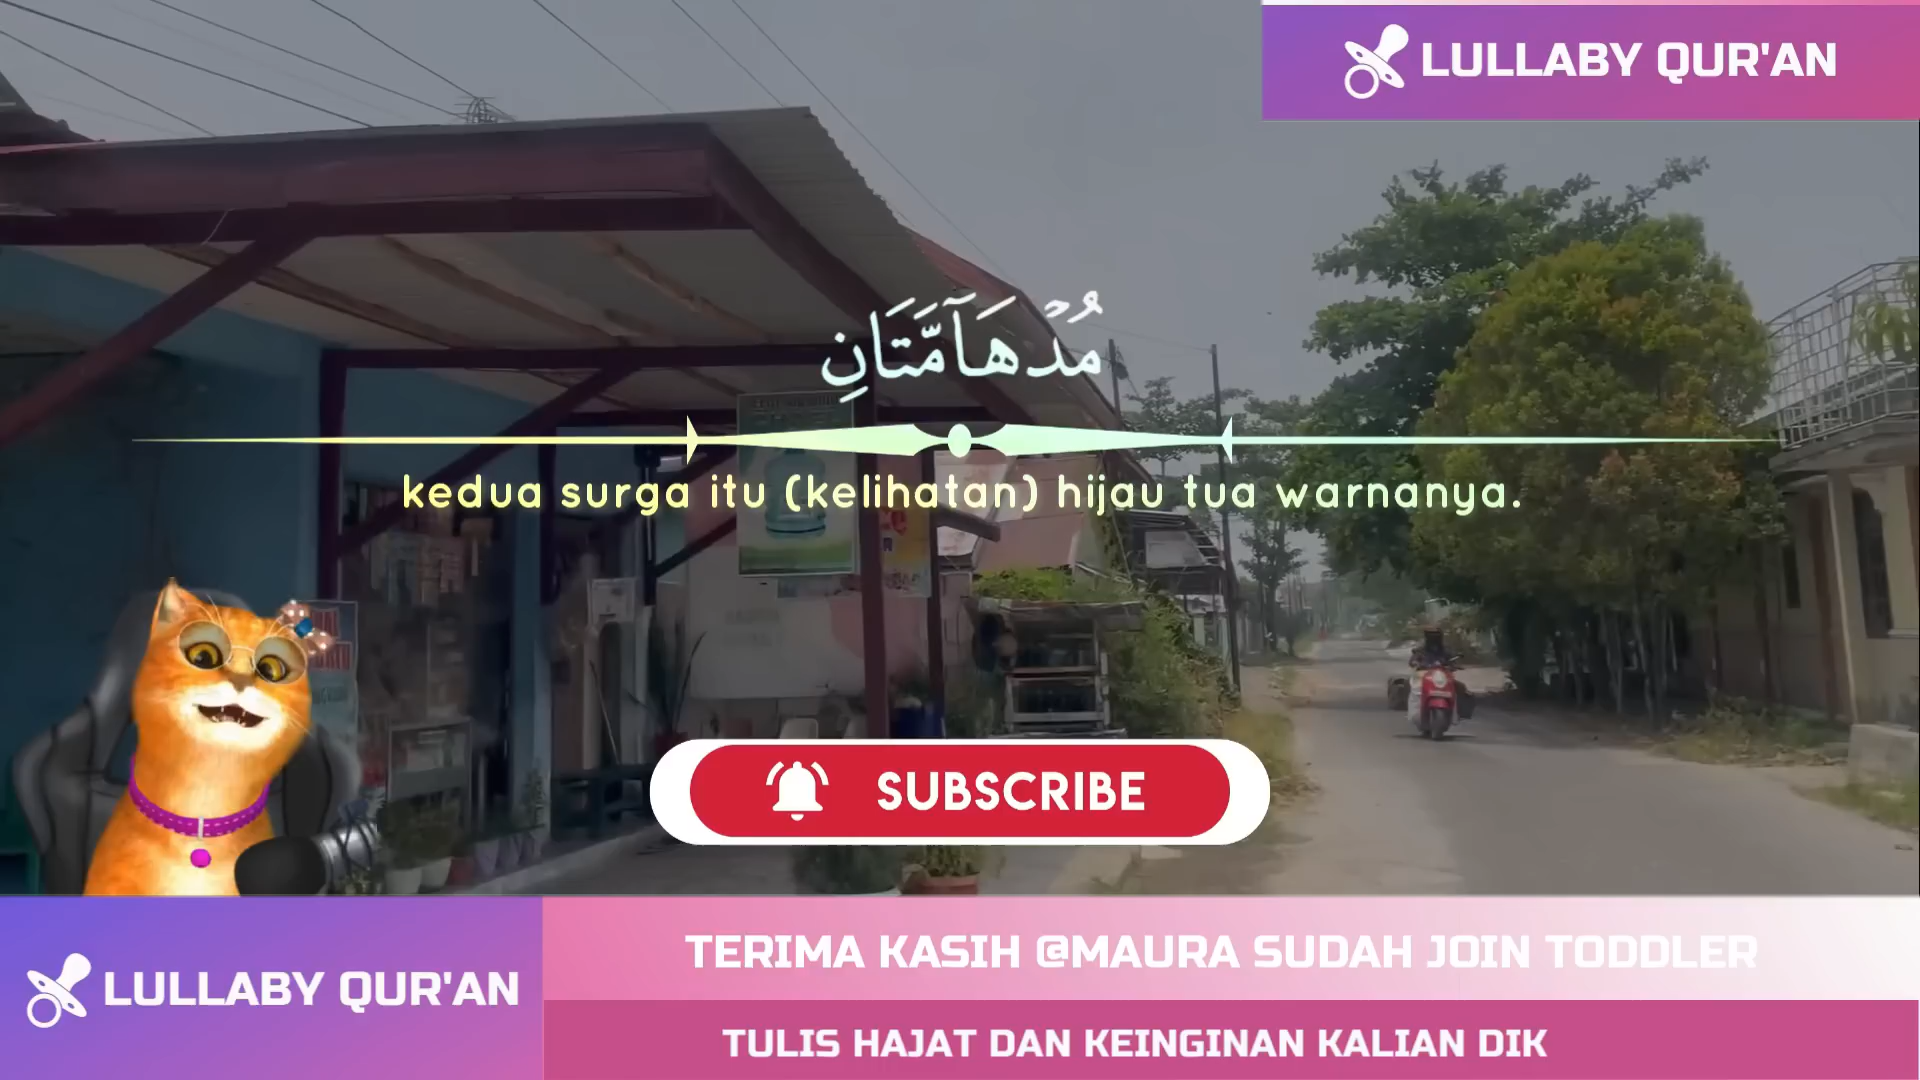 LULLABY QUR'AN
مُدْهَآمَّتَانِ
kedua surga itu (kelihatan) hijau tua warnanya.
SUBSCRIBE
TERIMA KASIH @MAURA SUDAH JOIN TODDLER
LULLABY QUR'AN
TULIS HAJAT DAN KEINGINAN KALIAN DIK